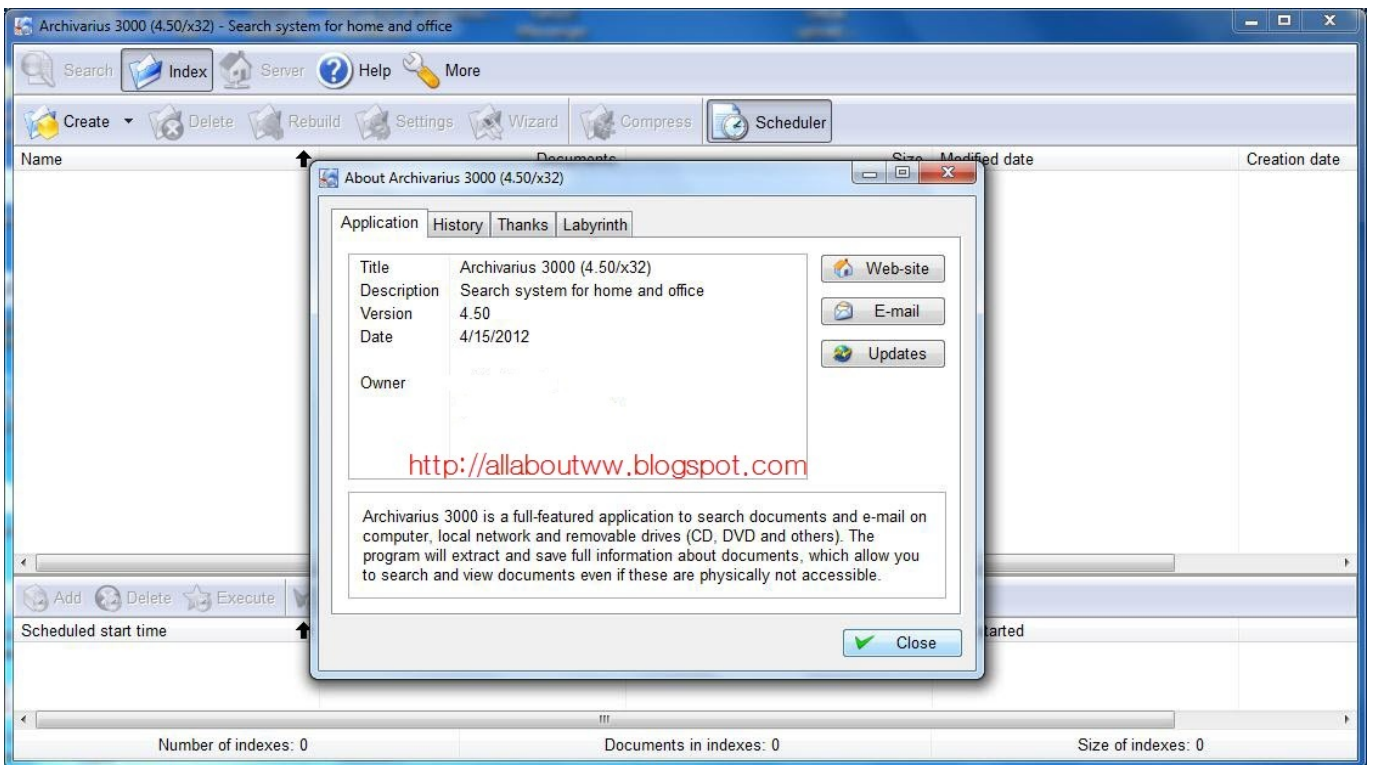 Archivarius 3000 (4.50/x32) - Search system for home and office
Search Index Server Help More
Create Delete Rebuild Settings Wizard Compress Scheduler
Name Documents Size Modified date Creation date
About Archivarius 3000 (4.50/x32)
Application History Thanks Labyrinth
Title Archivarius 3000 (4.50/x32)
Description Search system for home and office
Version 4.50
Date 4/15/2012
Owner
http://allaboutww.blogspot.com
Web-site
E-mail
Updates
Archivarius 3000 is a full-featured application to search documents and e-mail on
computer, local network and removable drives (CD, DVD and others). The
program will extract and save full information about documents, which allow you
to search and view documents even if these are physically not accessible.
Close
Add Delete Execute
Scheduled start time tarted
Number of indexes: 0 Documents in indexes: 0 Size of indexes: 0